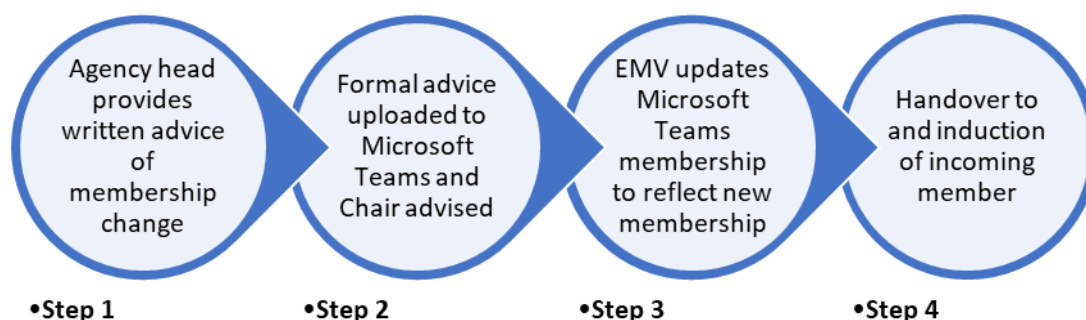 Agency head
provides
written advice
of
membership
change
Formal advice
uploaded to
Microsoft
Teams and
Chair advised
EMV updates
Microsoft
Teams
membership
to reflect new
membership
Handover to
and induction
of incoming
member
•Step 1
•Step 2
•Step 3
•Step 4